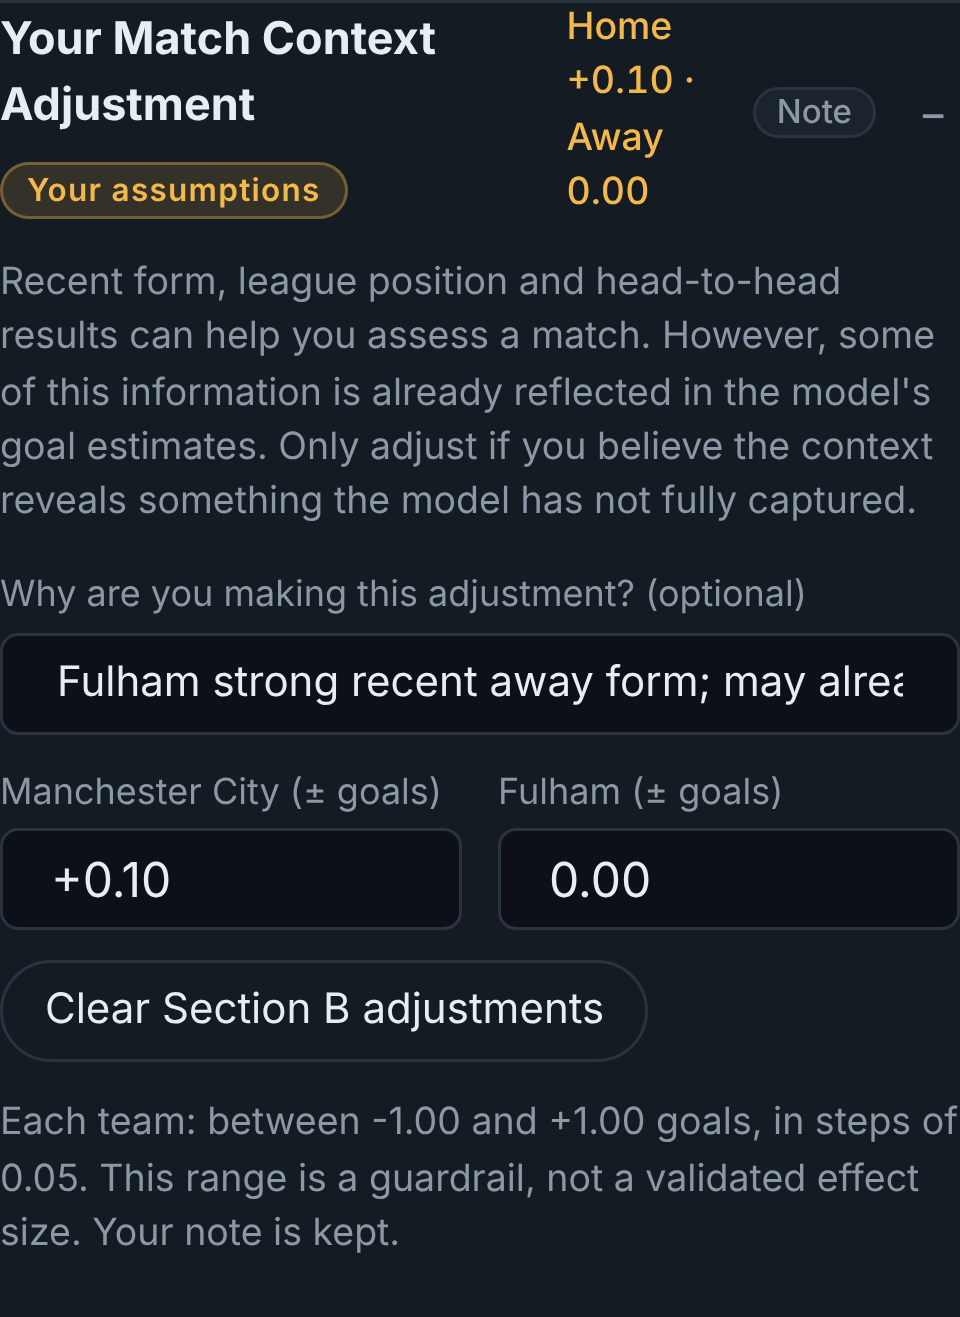 Your Match Context
Adjustment
Your assumptions
Home
+0.10 ·
Away
0.00
Note
–
Recent form, league position and head-to-head
results can help you assess a match. However, some
of this information is already reflected in the model's
goal estimates. Only adjust if you believe the context
reveals something the model has not fully captured.
Why are you making this adjustment? (optional)
Fulham strong recent away form; may alrea
Manchester City (± goals)
Fulham (± goals)
+0.10
0.00
Clear Section B adjustments
Each team: between -1.00 and +1.00 goals, in steps of
0.05. This range is a guardrail, not a validated effect
size. Your note is kept.